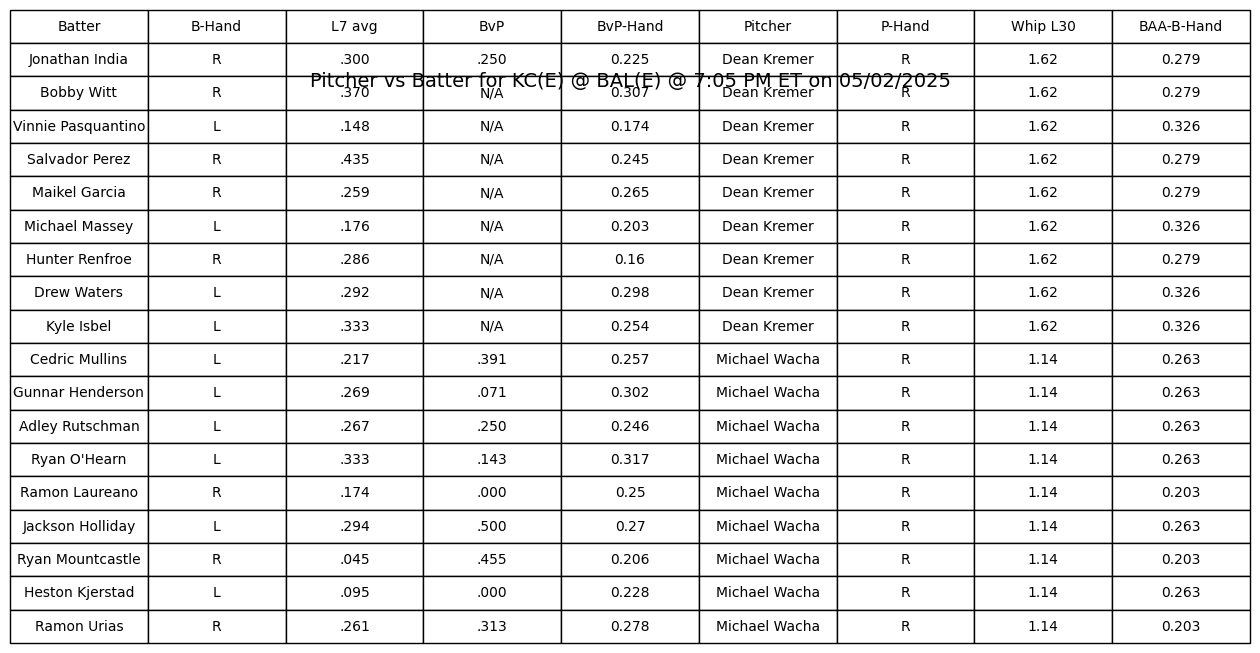 Batter B-Hand L7 avg BvP BvP-Hand Pitcher P-Hand Whip L30 BAA-B-Hand
Jonathan India R .300 .250 0.225 Dean Kremer R 1.62 0.279
Pitcher vs Batter for KC(E) @ BAL(E) @ 7:05 PM ET on 05/02/2025
Bobby Witt R .370 N/A 0.307 Dean Kremer R 1.62 0.279
Vinnie Pasquantino L .148 N/A 0.174 Dean Kremer R 1.62 0.326
Salvador Perez R .435 N/A 0.245 Dean Kremer R 1.62 0.279
Maikel Garcia R .259 N/A 0.265 Dean Kremer R 1.62 0.279
Michael Massey L .176 N/A 0.203 Dean Kremer R 1.62 0.326
Hunter Renfroe R .286 N/A 0.16 Dean Kremer R 1.62 0.279
Drew Waters L .292 N/A 0.298 Dean Kremer R 1.62 0.326
Kyle Isbel L .333 N/A 0.254 Dean Kremer R 1.62 0.326
Cedric Mullins L .217 .391 0.257 Michael Wacha R 1.14 0.263
Gunnar Henderson L .269 .071 0.302 Michael Wacha R 1.14 0.263
Adley Rutschman L .267 .250 0.246 Michael Wacha R 1.14 0.263
Ryan O'Hearn L .333 .143 0.317 Michael Wacha R 1.14 0.263
Ramon Laureano R .174 .000 0.25 Michael Wacha R 1.14 0.203
Jackson Holliday L .294 .500 0.27 Michael Wacha R 1.14 0.263
Ryan Mountcastle R .045 .455 0.206 Michael Wacha R 1.14 0.203
Heston Kjerstad L .095 .000 0.228 Michael Wacha R 1.14 0.263
Ramon Urias R .261 .313 0.278 Michael Wacha R 1.14 0.203